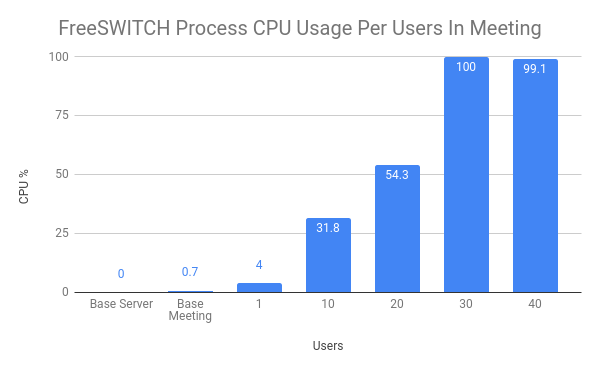 FreeSWITCH Process CPU Usage Per Users In Meeting
100
75
50
25
0
CPU %
0
0.7
4
31.8
54.3
100
99.1
Base Server
Base
Meeting
1
10
20
30
40
Users